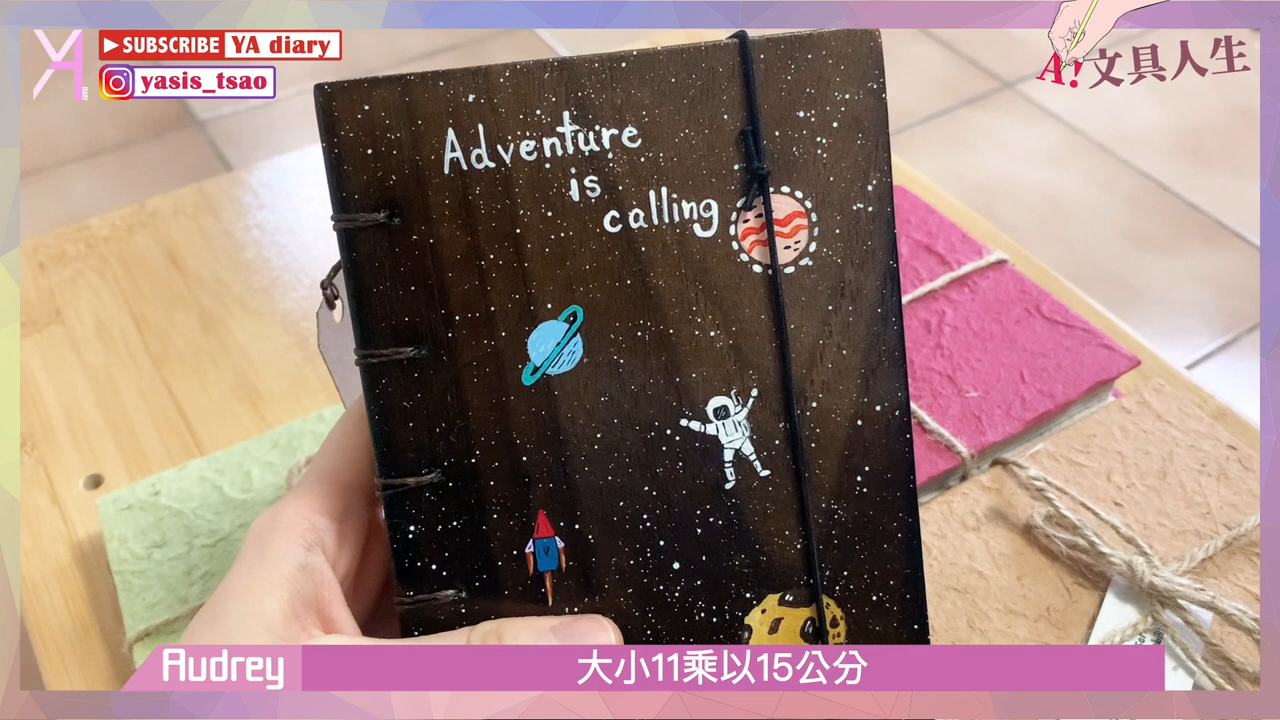 SUBSCRIBE YA diary
yasis_tsao
A!文具人生
Adventure
is
calling
Audrey
大小11乘以15公分